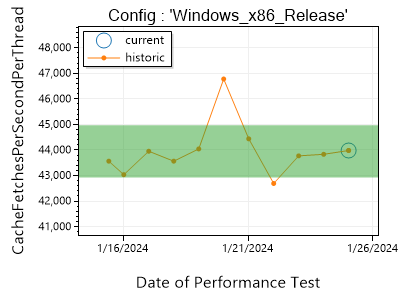 Config : 'Windows_x86_Release'
CacheFetchesPerSecondPerThread
48,000
47,000
46,000
45,000
44,000
43,000
42,000
41,000
current
historic
1/16/2024
1/21/2024
1/26/2024
Date of Performance Test